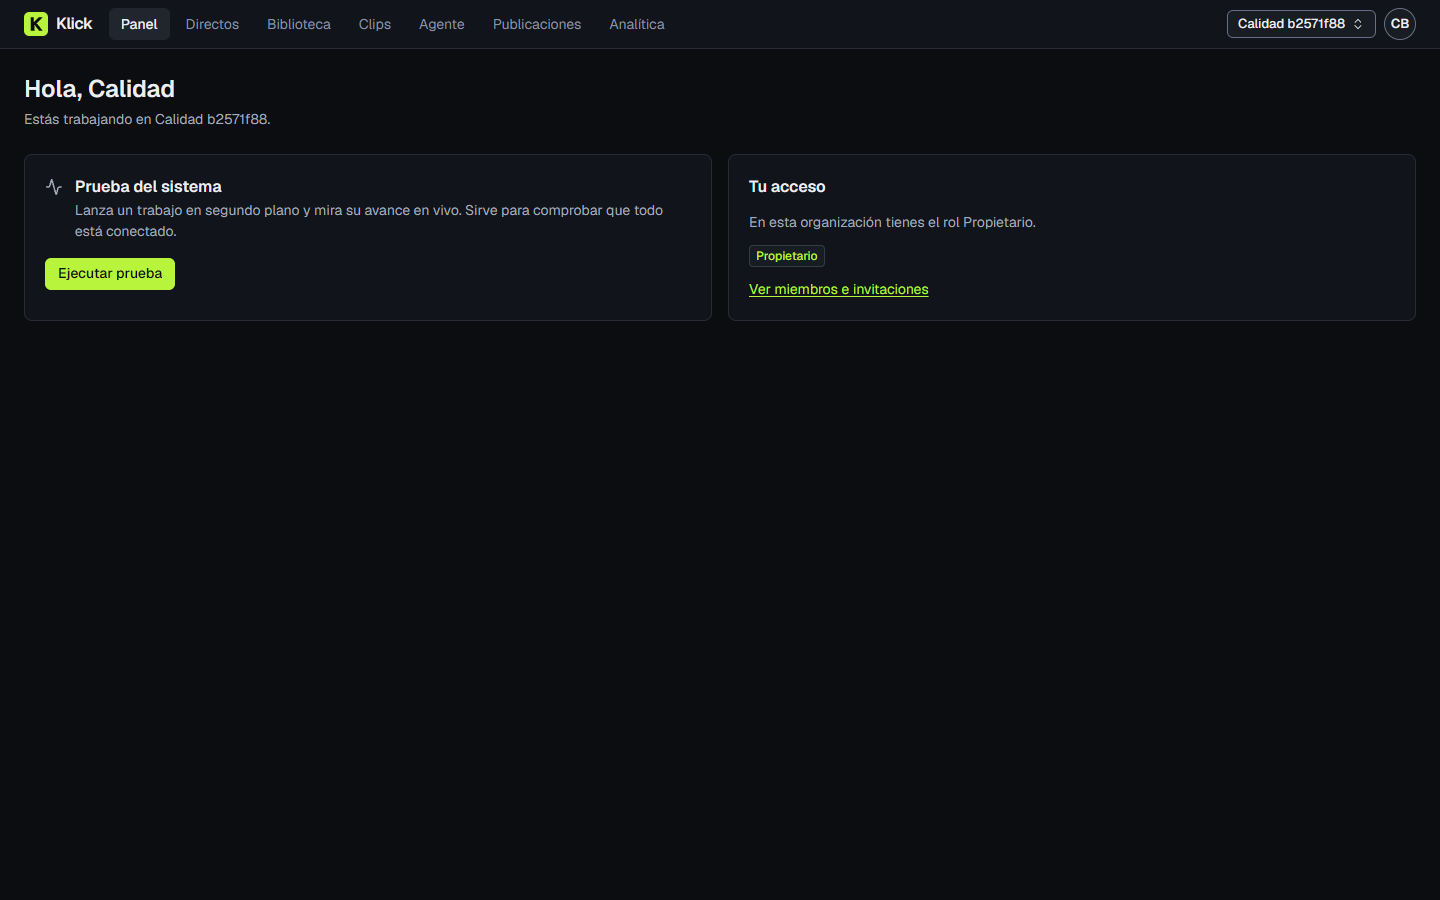 K Klick Panel Directos Biblioteca Clips Agente Publicaciones Analítica Calidad b2571f88 CB
Hola, Calidad
Estás trabajando en Calidad b2571f88.
Prueba del sistema
Lanza un trabajo en segundo plano y mira su avance en vivo. Sirve para comprobar que todo
está conectado.
Ejecutar prueba
Tu acceso
En esta organización tienes el rol Propietario.
Propietario
Ver miembros e invitaciones